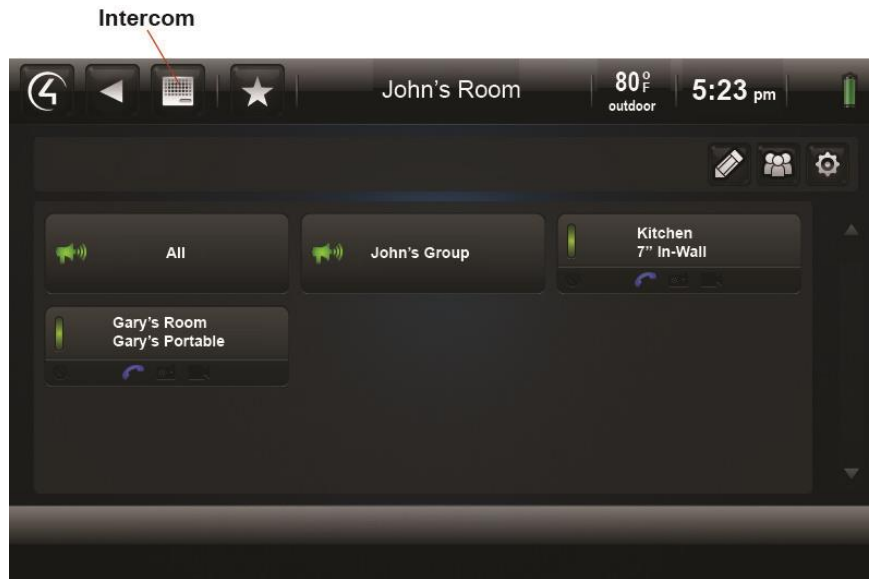 Intercom
John's Room
80°F
outdoor
5:23 pm
All
John's Group
Kitchen
7" In-Wall
Gary's Room
Gary's Portable